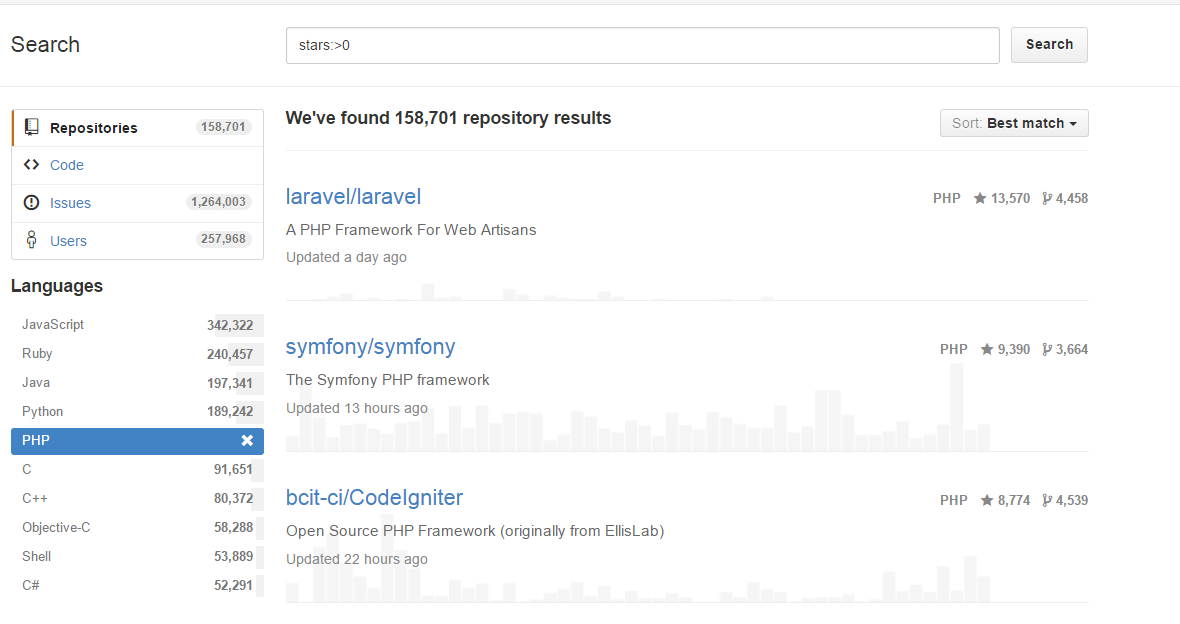 Search
stars:>0
Search
Repositories 158,701
Code
Issues 1,264,003
Users 257,968
Languages
JavaScript 342,322
Ruby 240,457
Java 197,341
Python 189,242
PHP
C 91,651
C++ 80,372
Objective-C 58,288
Shell 53,889
C# 52,291
We've found 158,701 repository results
Sort: Best match
laravel/laravel
PHP 13,570 4,458
A PHP Framework For Web Artisans
Updated a day ago
symfony/symfony
PHP 9,390 3,664
The Symfony PHP framework
Updated 13 hours ago
bcit-ci/CodeIgniter
PHP 8,774 4,539
Open Source PHP Framework (originally from EllisLab)
Updated 22 hours ago